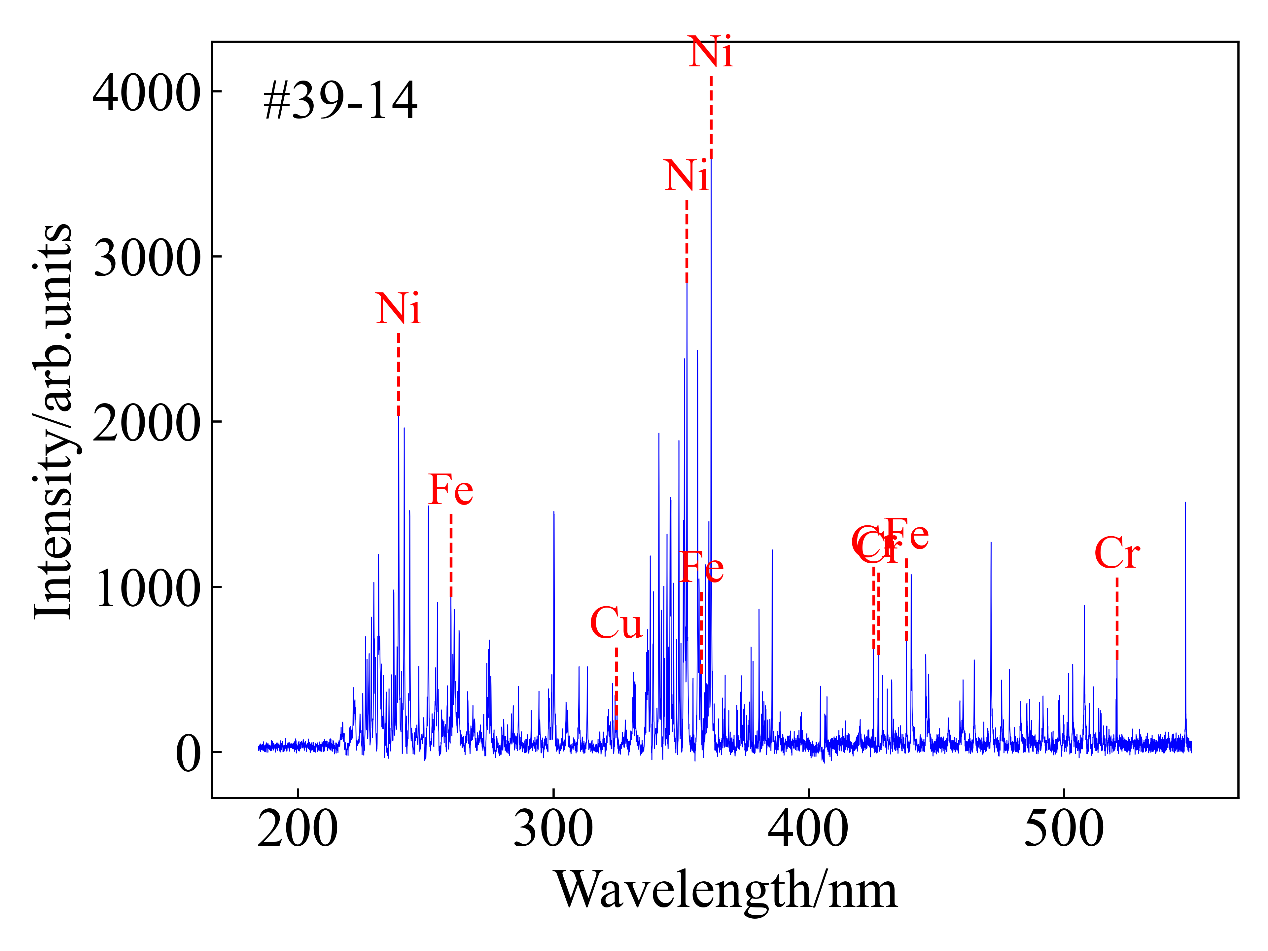 Ni
4000
#39-14
Ni
3000
Ni
2000
Fe
Fe
Cr
Cr
Fe
Cr
1000
Cu
0
200
300
400
500
Wavelength/nm
Intensity/arb.units